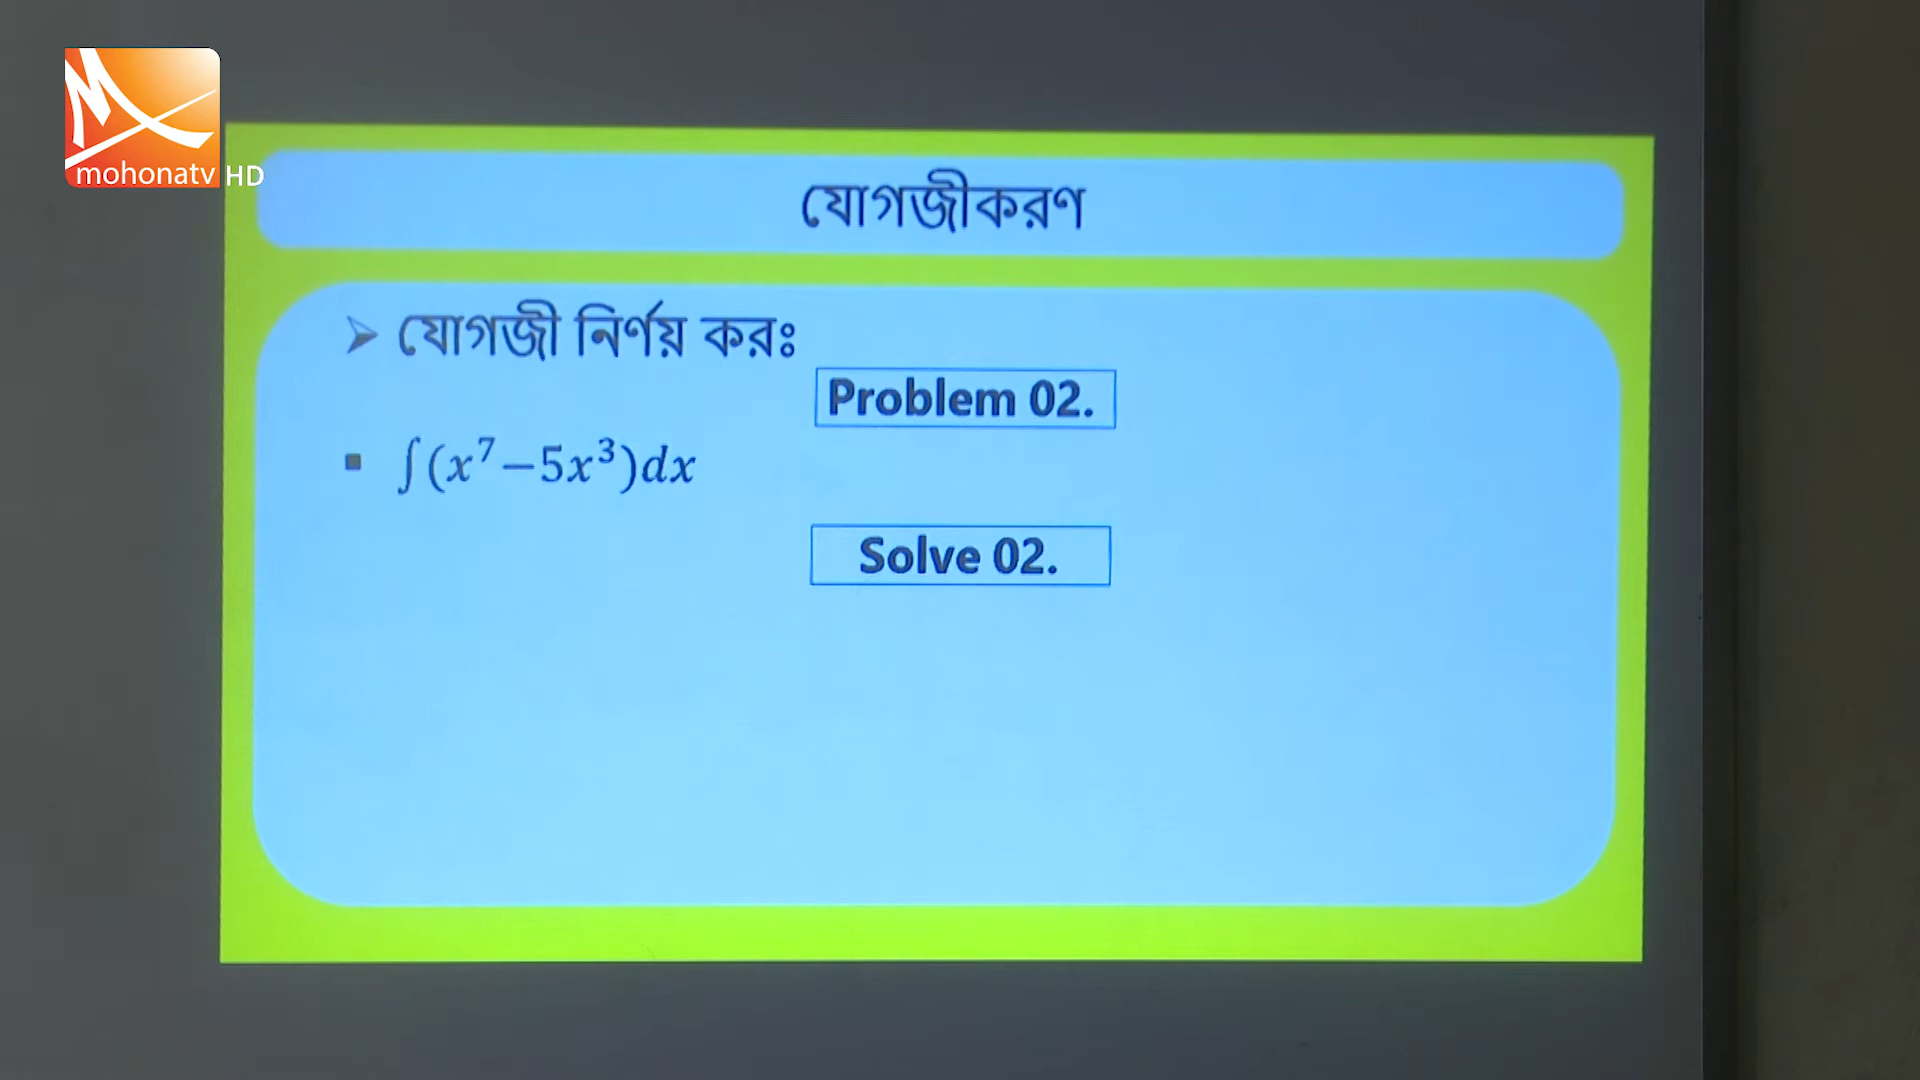 mohonatv HD
যোগজীকরণ
➢ যোগজী নির্ণয় করঃ
Problem 02.
▪ ∫(x⁷−5x³)dx
Solve 02.